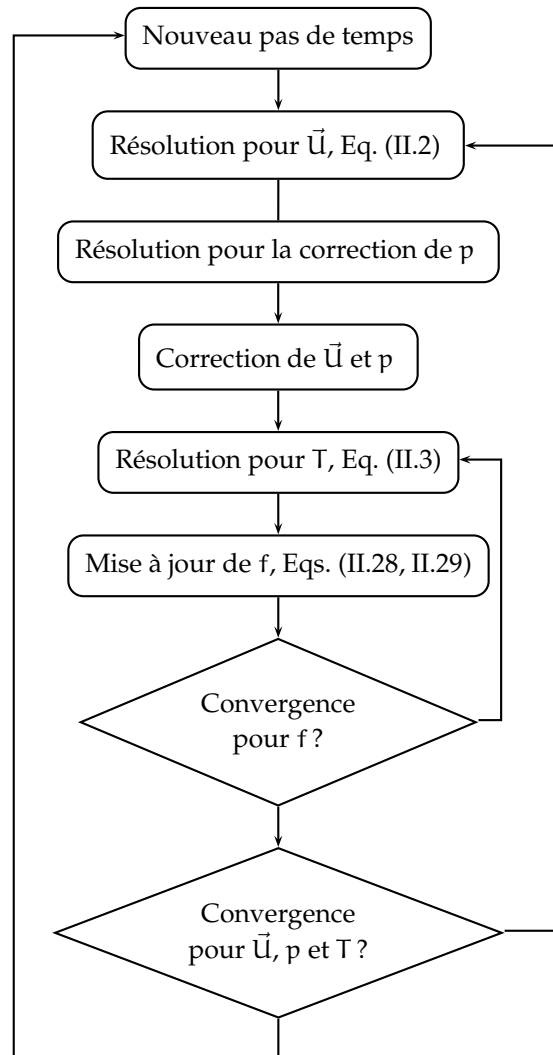 Nouveau pas de temps
Résolution pour U⃗, Eq. (II.2)
Résolution pour la correction de p
Correction de U⃗ et p
Résolution pour T, Eq. (II.3)
Mise à jour de f, Eqs. (II.28, II.29)
Convergence
pour f ?
Convergence
pour U⃗, p et T ?